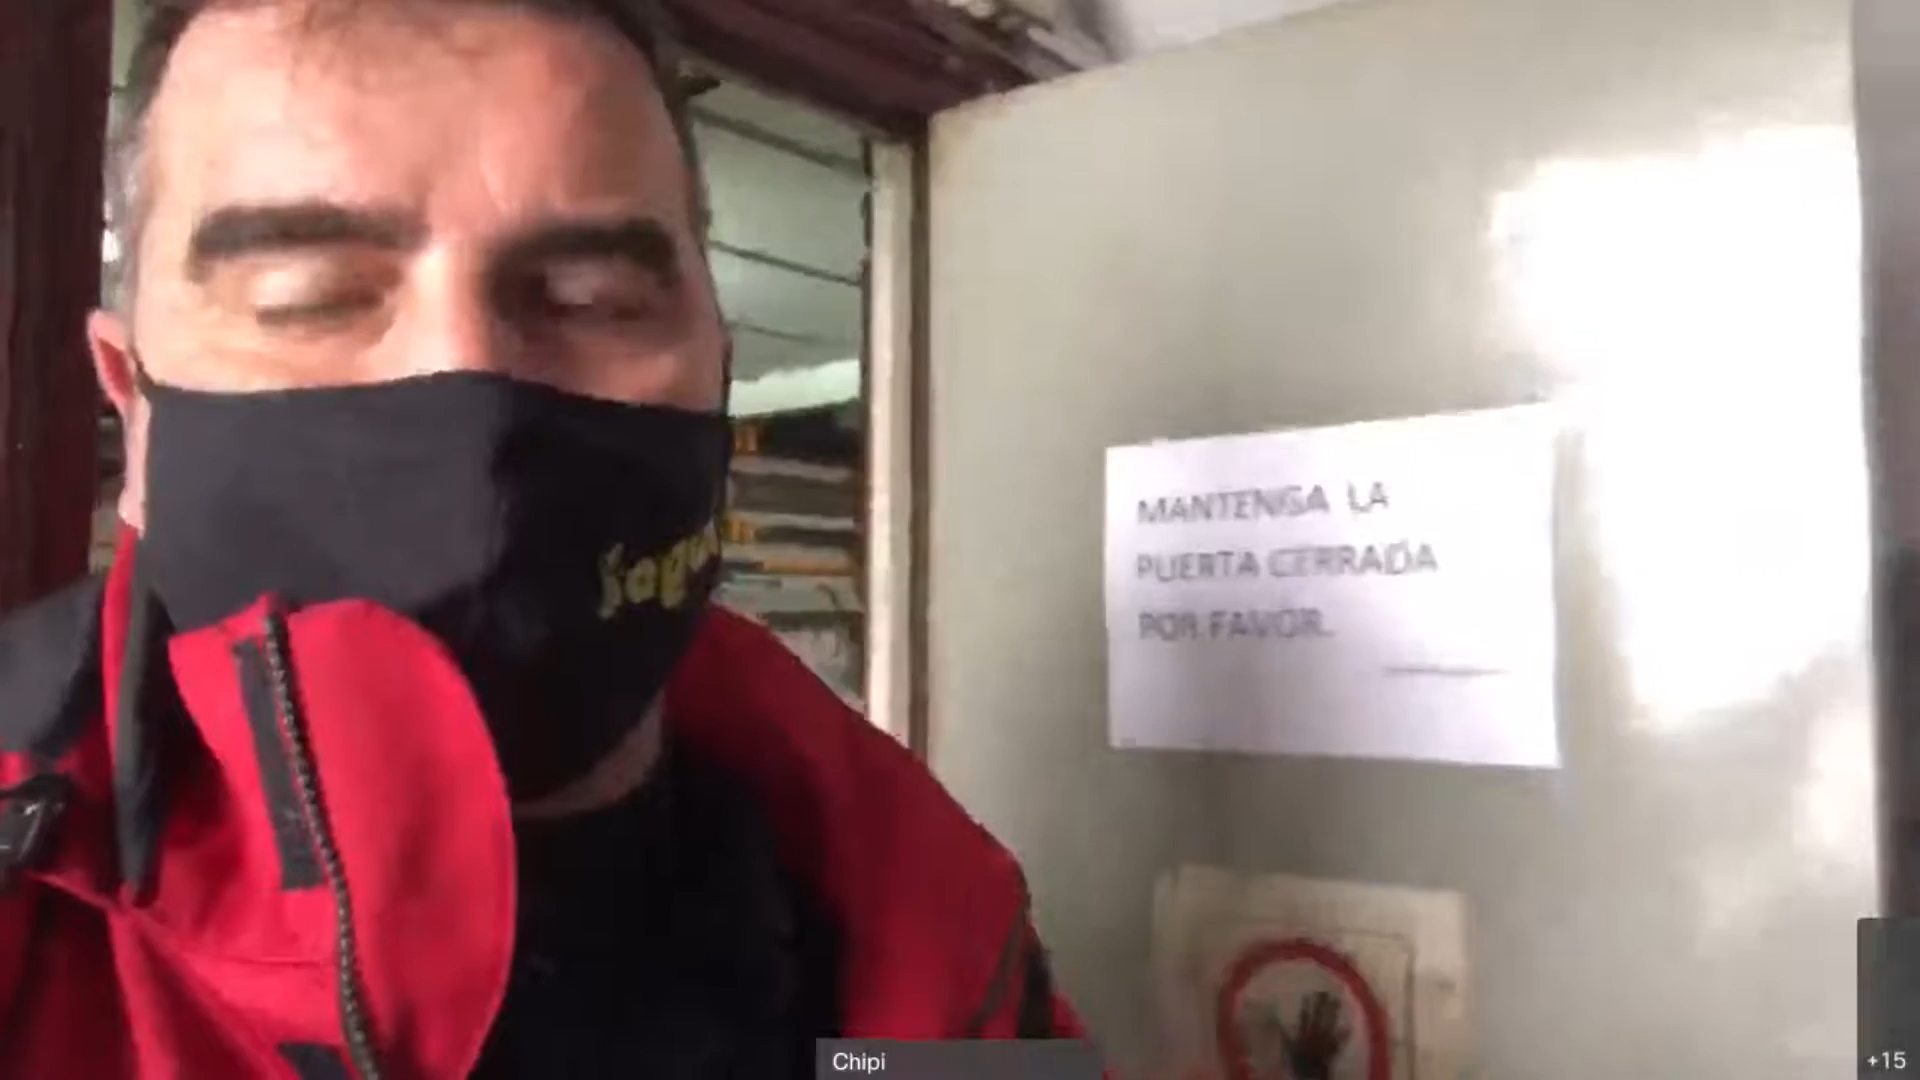 MANTENGA LA
PUERTA CERRADA
POR FAVOR.
Chipi
+15